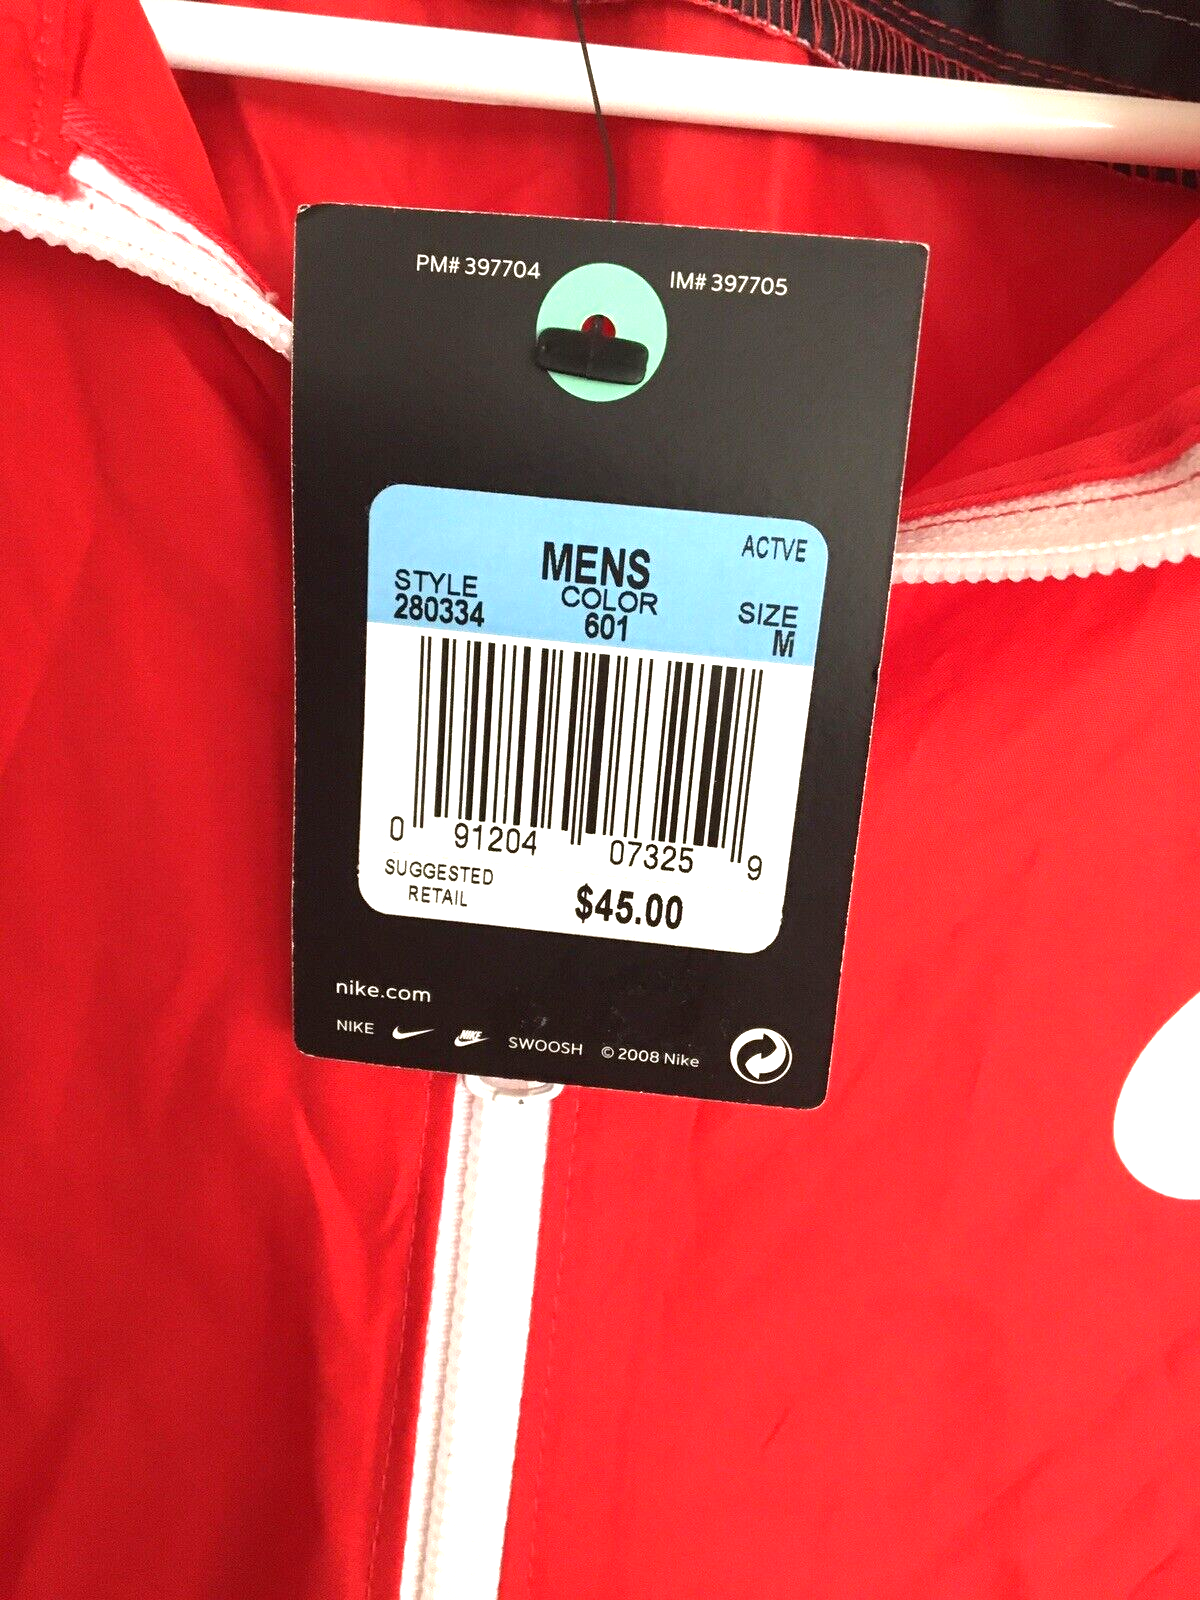 PM# 397704
IM# 397705
MENS
ACTVE
STYLE
COLOR
SIZE
280334
601
M
0 91204 07325 9
SUGGESTED
RETAIL
$45.00
nike.com
NIKE NIKE SWOOSH © 2008 Nike